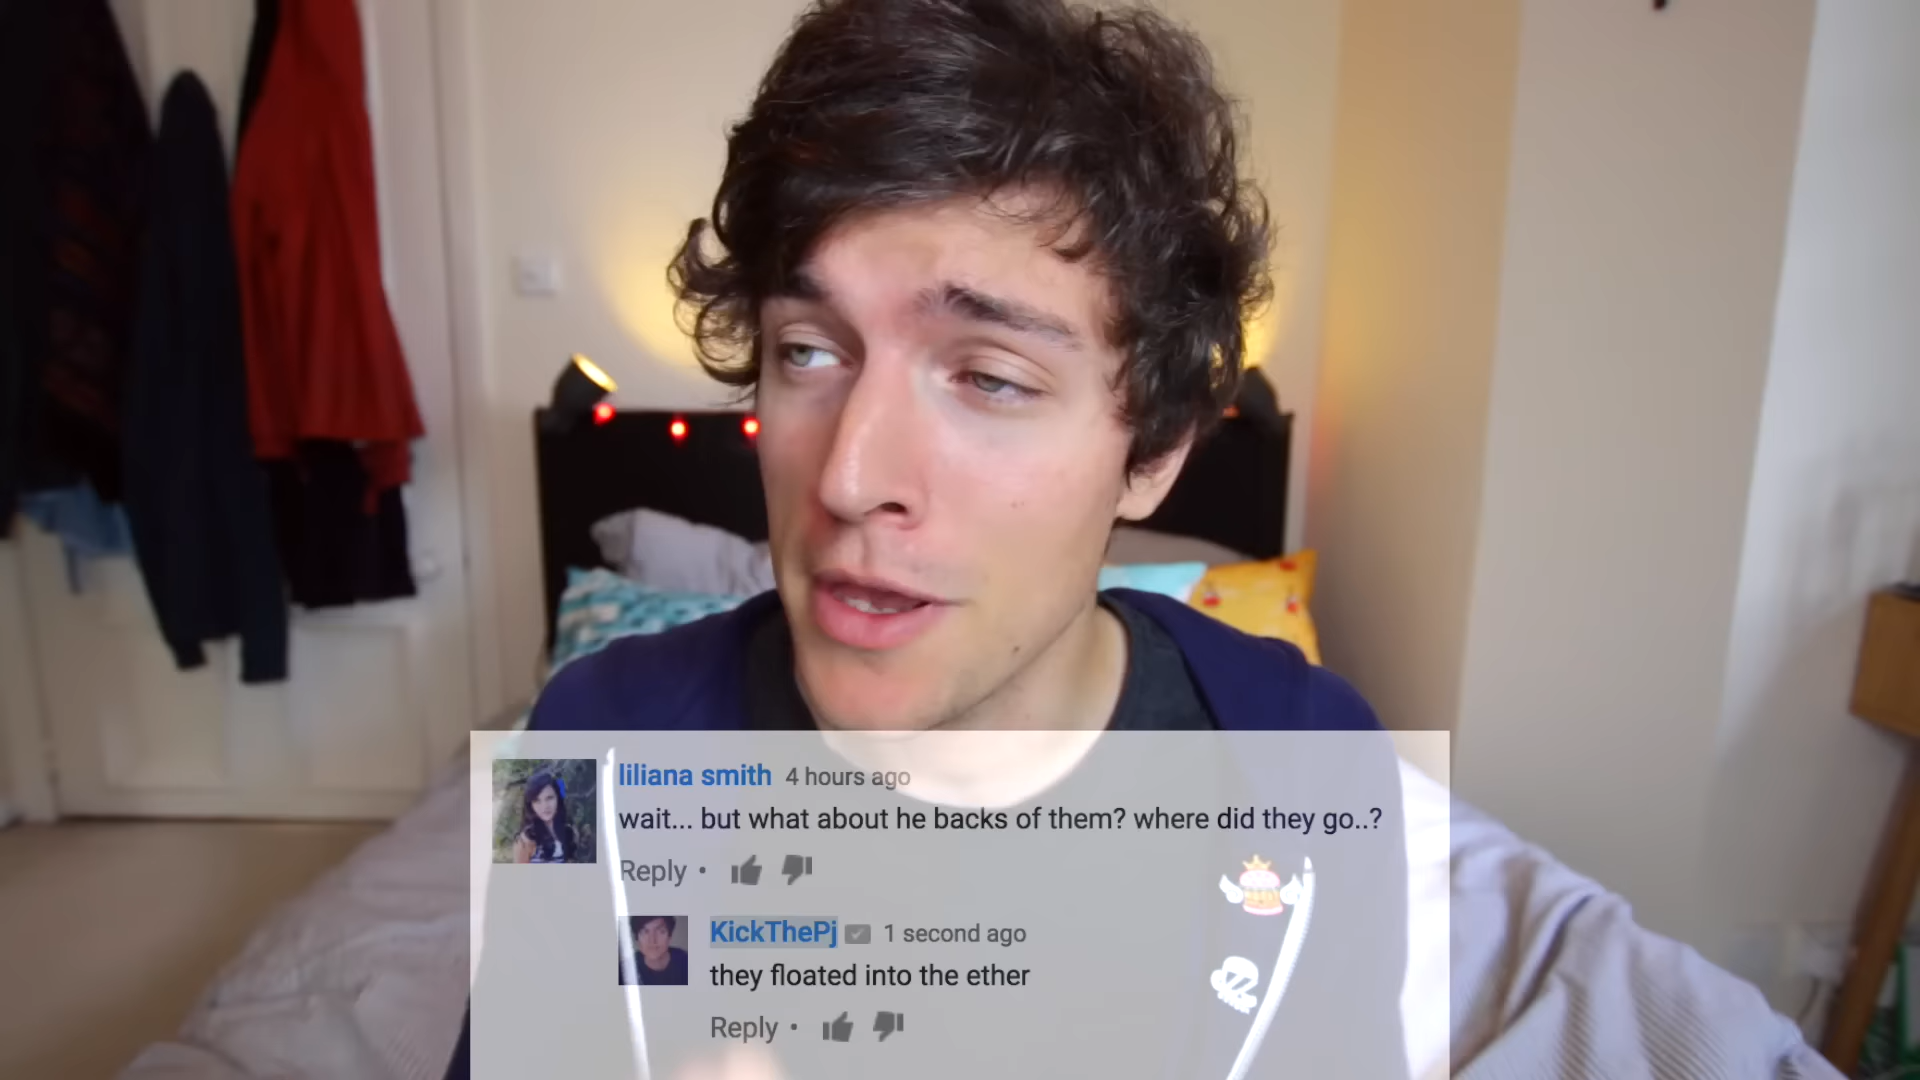 liliana smith 4 hours ago
wait... but what about he backs of them? where did they go..?
Reply •
KickThePj 1 second ago
they floated into the ether
Reply •